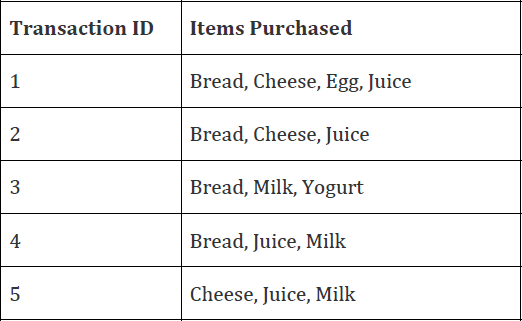 Transaction ID Items Purchased
1 Bread, Cheese, Egg, Juice
2 Bread, Cheese, Juice
3 Bread, Milk, Yogurt
4 Bread, Juice, Milk
5 Cheese, Juice, Milk